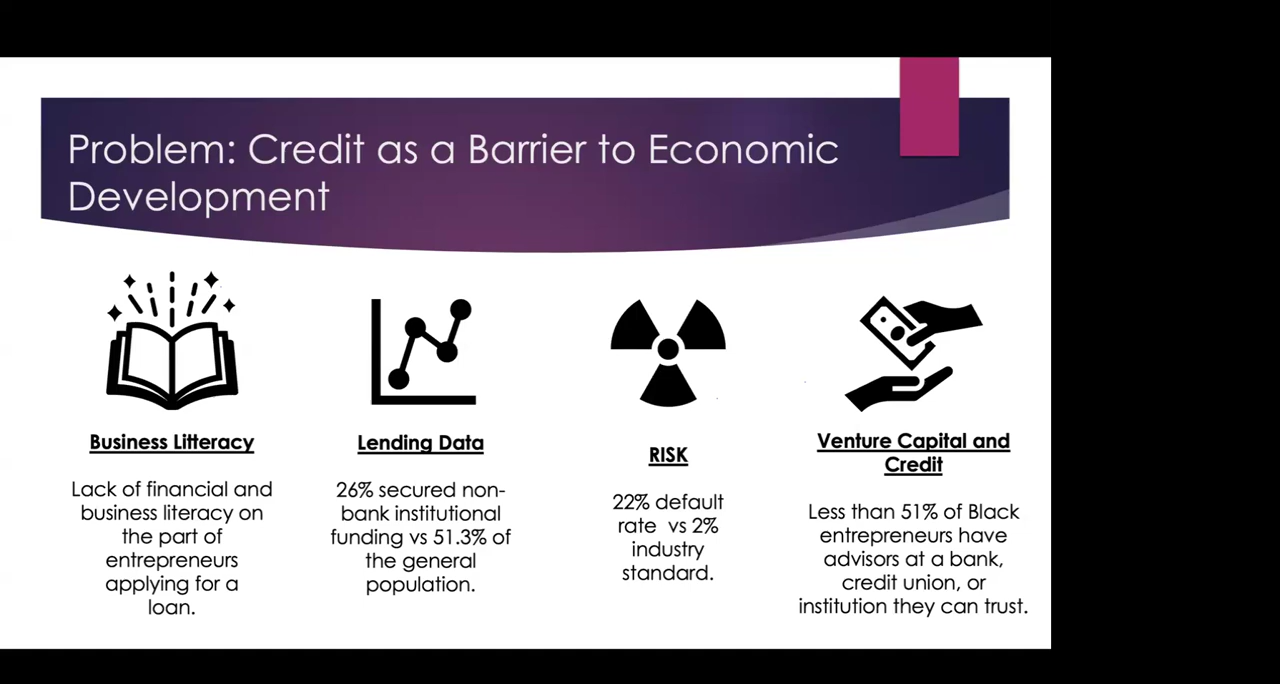 Problem: Credit as a Barrier to Economic
Development
Business Litteracy
Lack of financial and
business literacy on
the part of
entrepreneurs
applying for a
loan.
Lending Data
26% secured non-
bank institutional
funding vs 51.3% of
the general
population.
RISK
22% default
rate vs 2%
industry
standard.
Venture Capital and
Credit
Less than 51% of Black
entrepreneurs have
advisors at a bank,
credit union, or
institution they can trust.